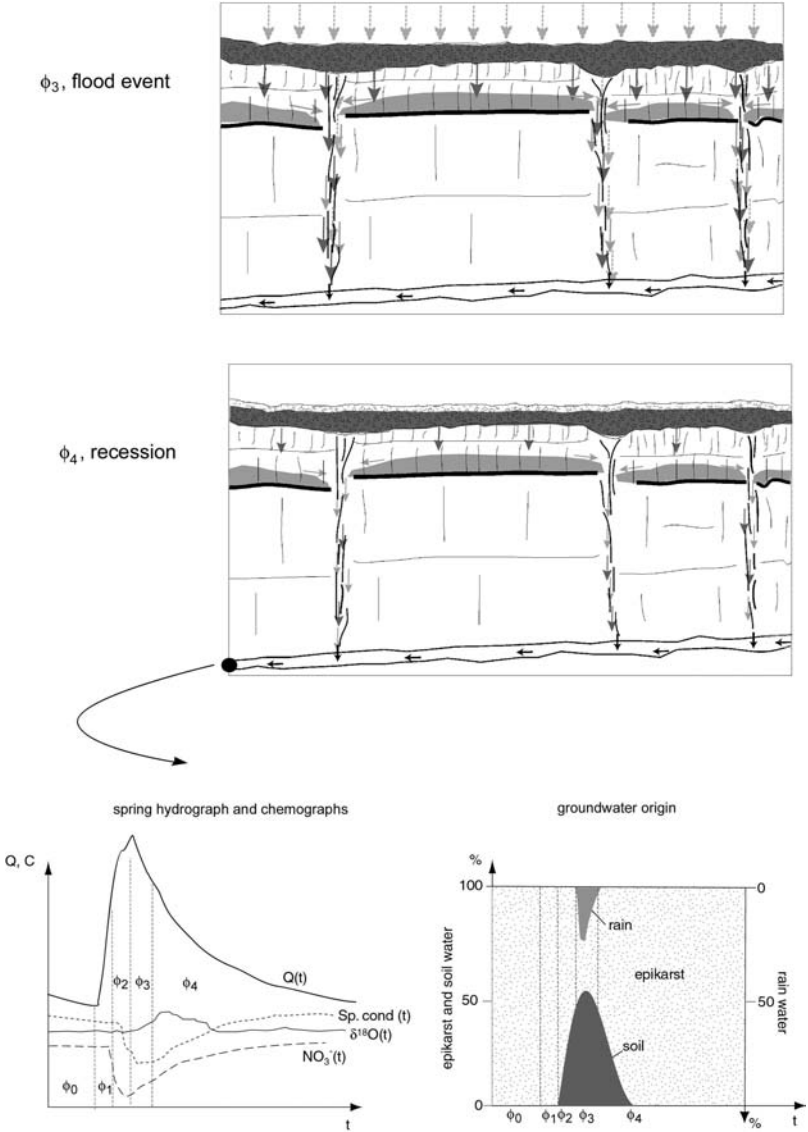 ϕ3, flood event
ϕ4, recession
spring hydrograph and chemographs
Q, C
ϕ2
ϕ3
ϕ4
Q(t)
Sp. cond (t)
δ18O(t)
NO3-(t)
ϕ0
ϕ1
t
groundwater origin
%
100
0
rain
epikarst
epikarst and soil water
50
50
rain water
soil
0
ϕ0
ϕ1
ϕ2
ϕ3
ϕ4
%
t